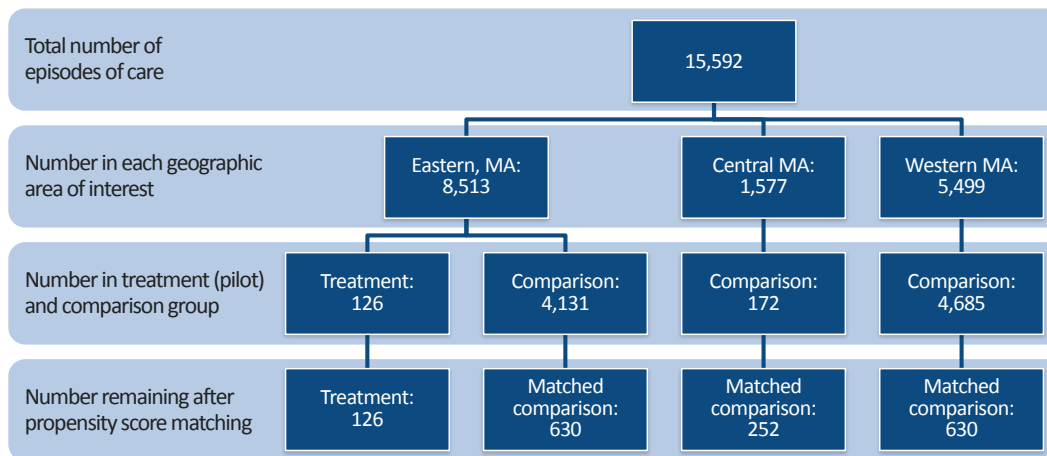 Total number of
episodes of care
15,592
Number in each geographic
area of interest
Eastern, MA:
8,513
Central MA:
1,577
Western MA:
5,499
Number in treatment (pilot)
and comparison group
Treatment:
126
Comparison:
4,131
Comparison:
172
Comparison:
4,685
Number remaining after
propensity score matching
Treatment:
126
Matched
comparison:
630
Matched
comparison:
252
Matched
comparison:
630